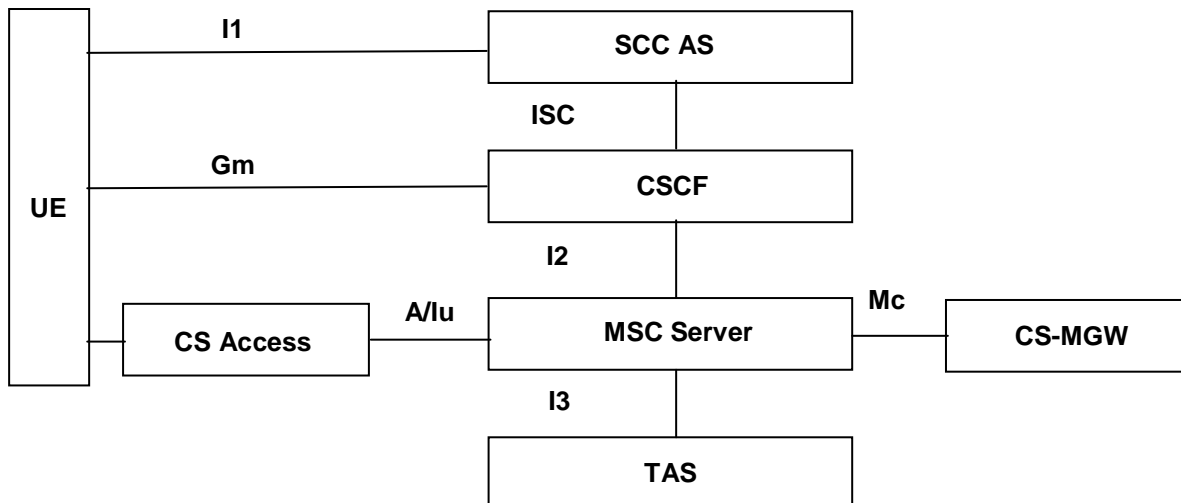 I1
SCC AS
ISC
Gm
CSCF
UE
I2
A/Iu
Mc
CS Access
MSC Server
CS-MGW
I3
TAS